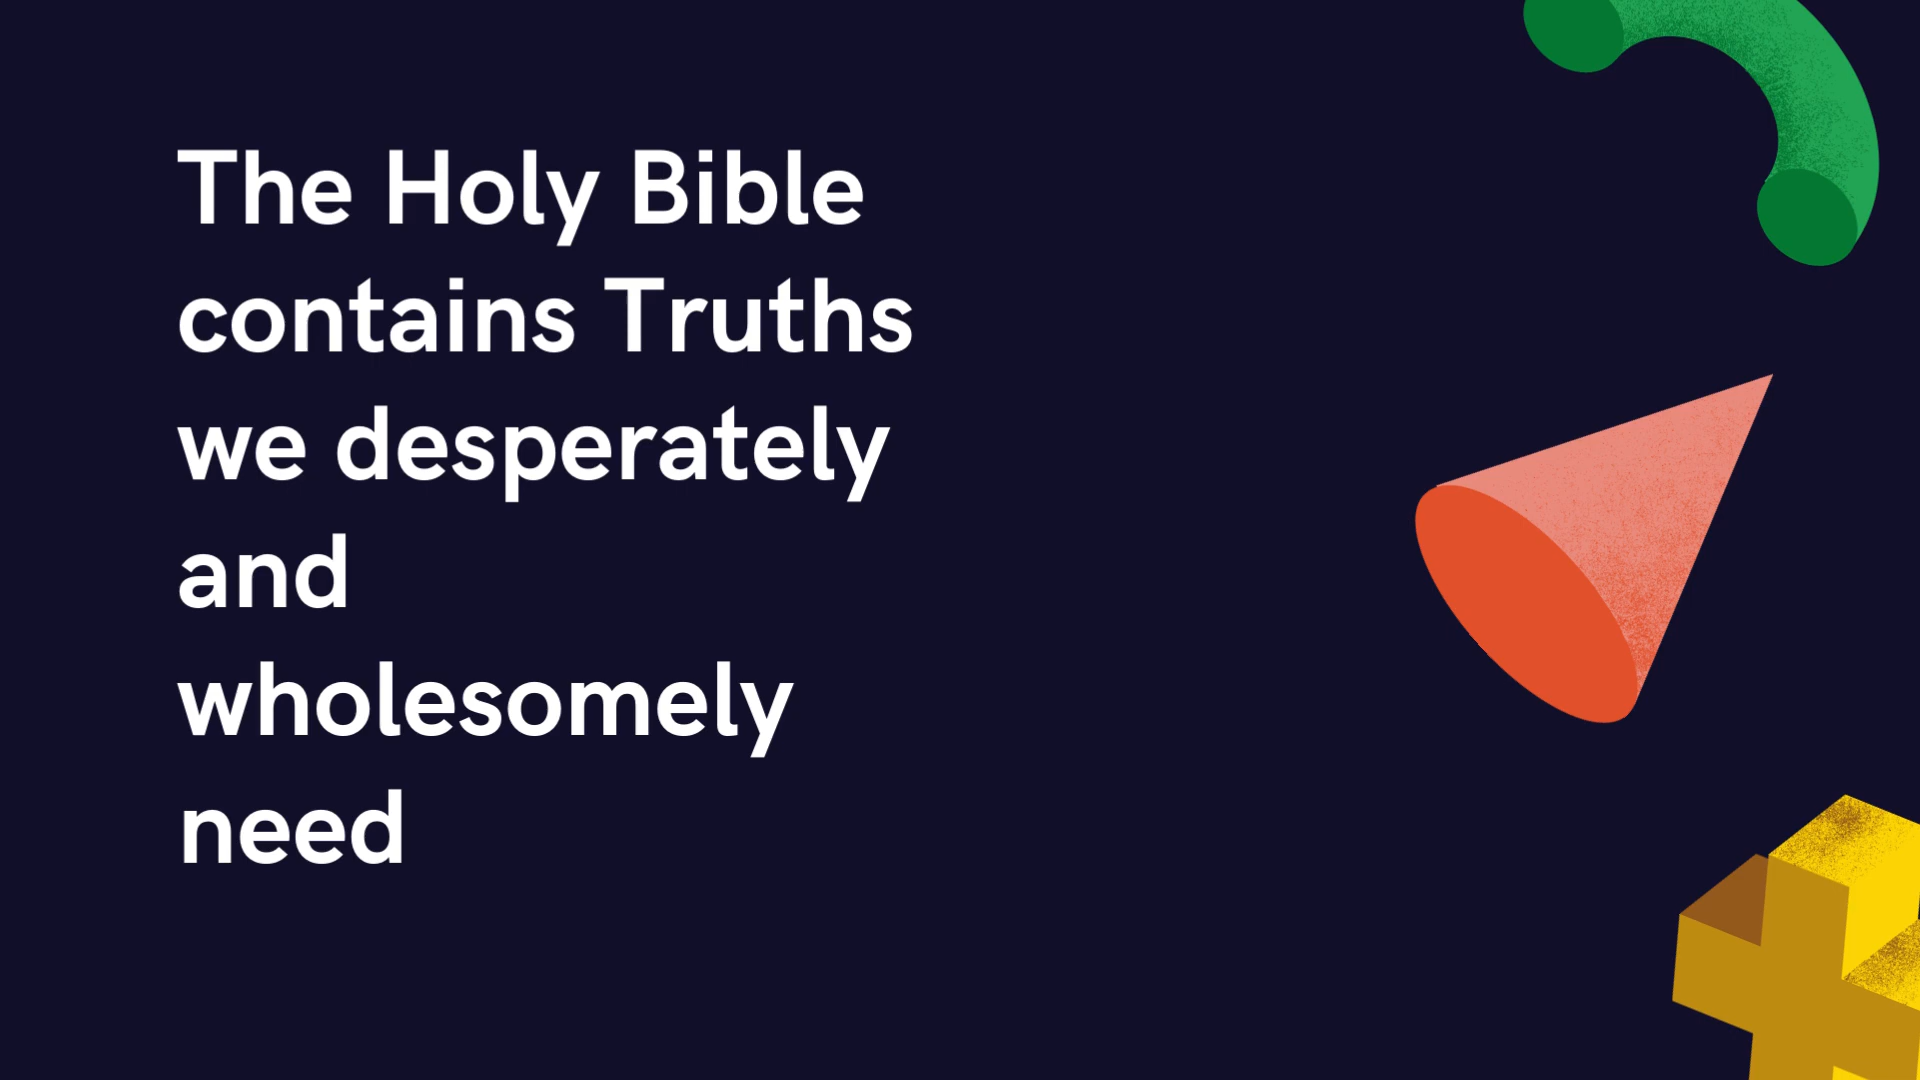 The Holy Bible
contains Truths
we desperately
and
wholesomely
need